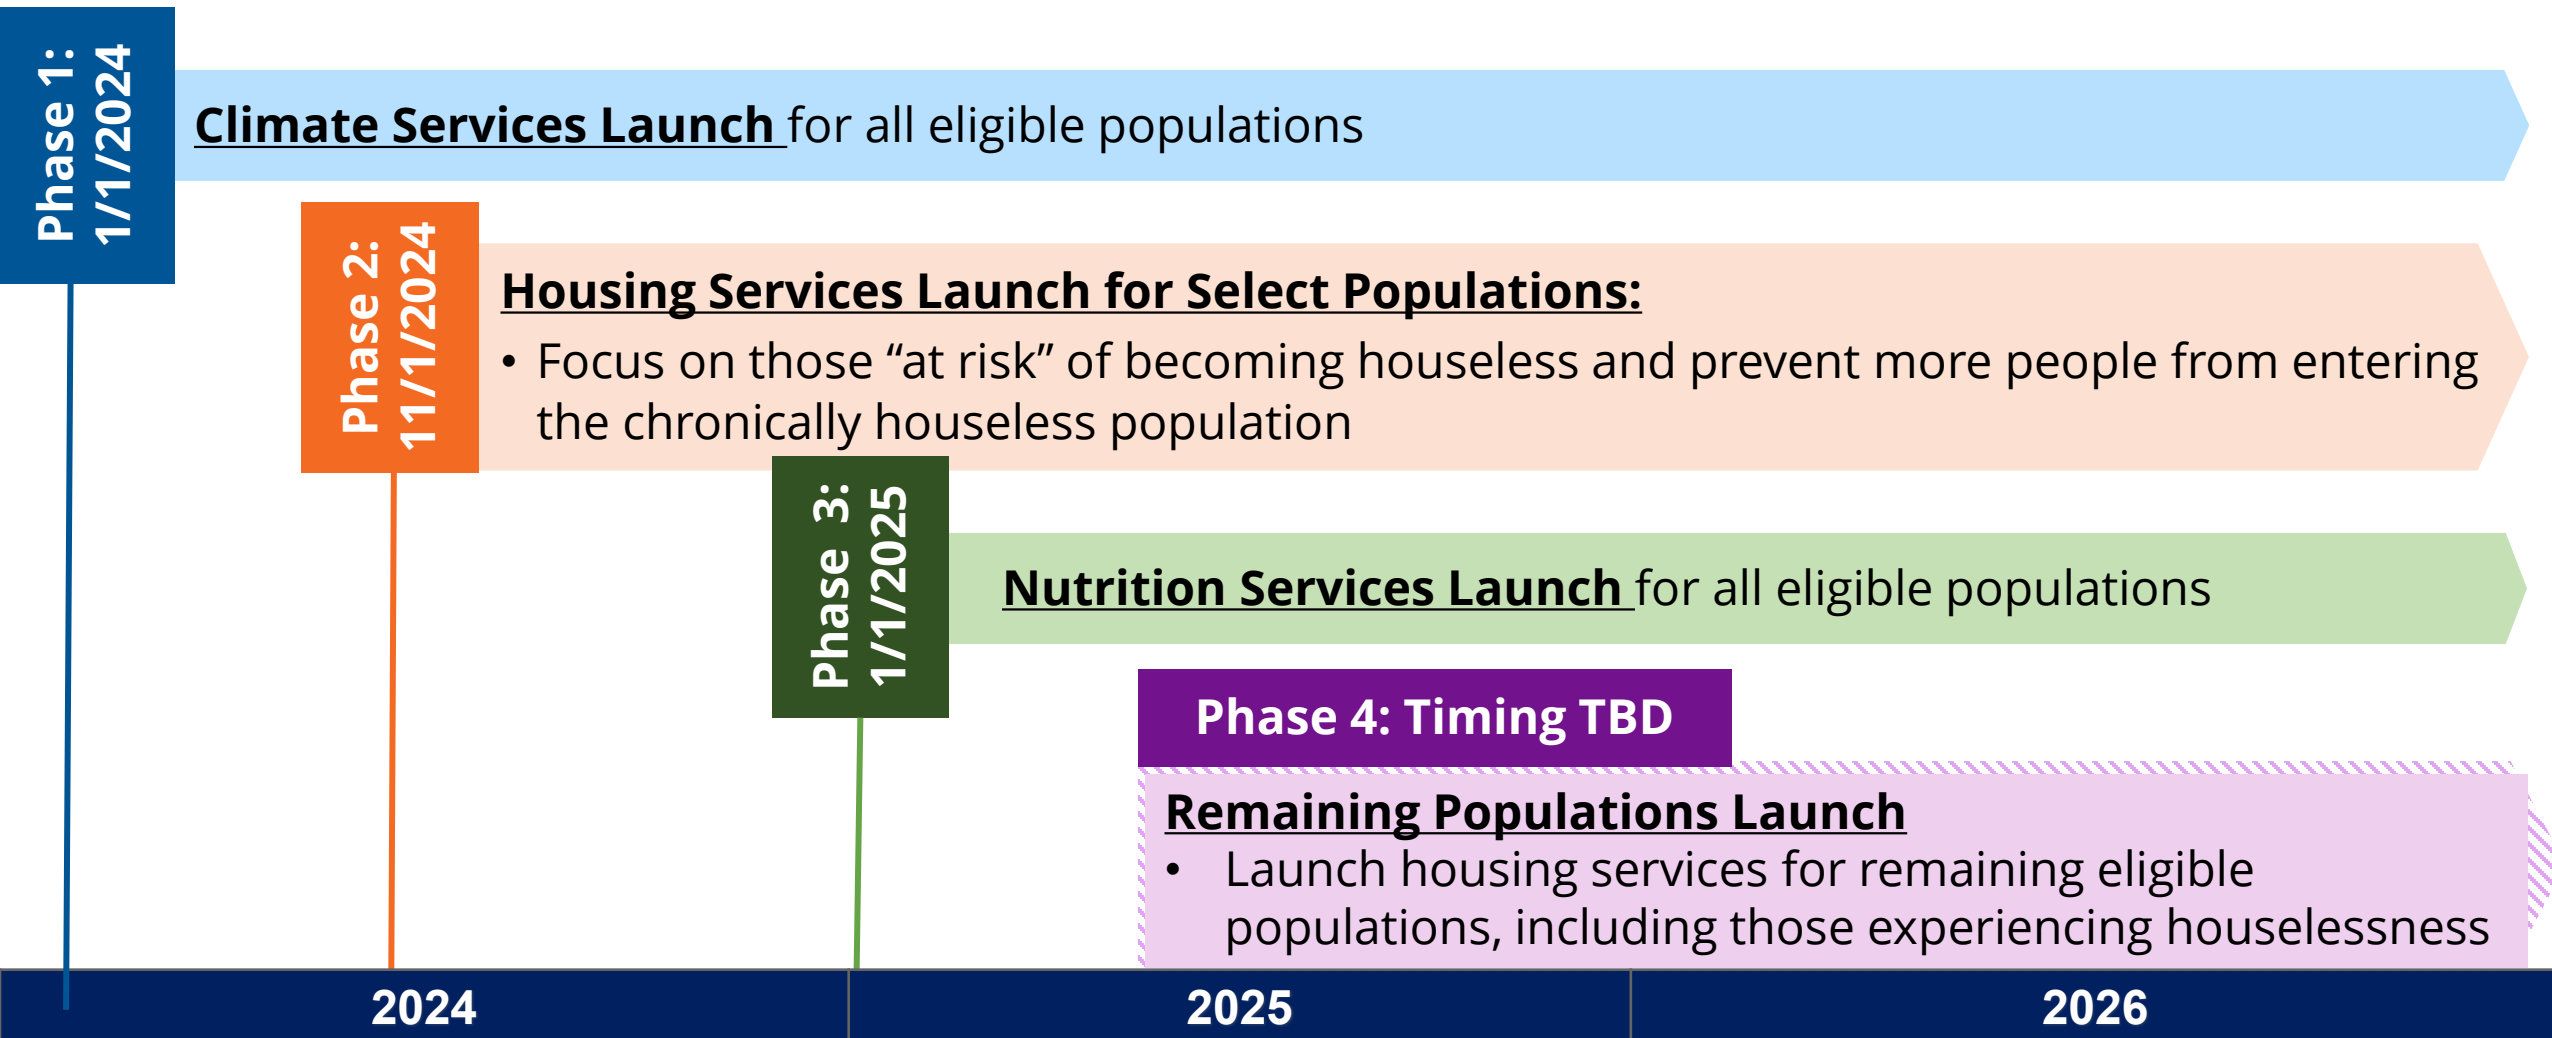 Phase 1:
1/1/2024
Climate Services Launch for all eligible populations
Phase 2:
11/1/2024
Housing Services Launch for Select Populations:
• Focus on those “at risk” of becoming houseless and prevent more people from entering
the chronically houseless population
Phase 3:
1/1/2025
Nutrition Services Launch for all eligible populations
Phase 4: Timing TBD
Remaining Populations Launch
• Launch housing services for remaining eligible
populations, including those experiencing houselessness
2024 2025 2026